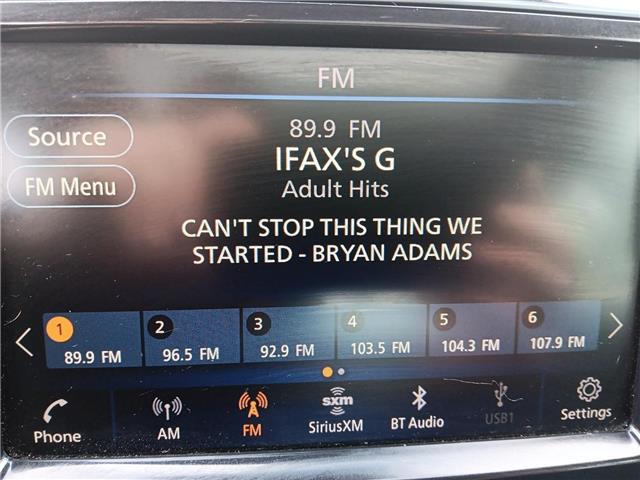 FM
Source
FM Menu
89.9 FM
IFAX'S G
Adult Hits
CAN'T STOP THIS THING WE
STARTED - BRYAN ADAMS
1
89.9 FM
2
96.5 FM
3
92.9 FM
4
103.5 FM
5
104.3 FM
6
107.9 FM
Phone
AM
FM
sxm
SiriusXM
BT Audio
USB1
Settings